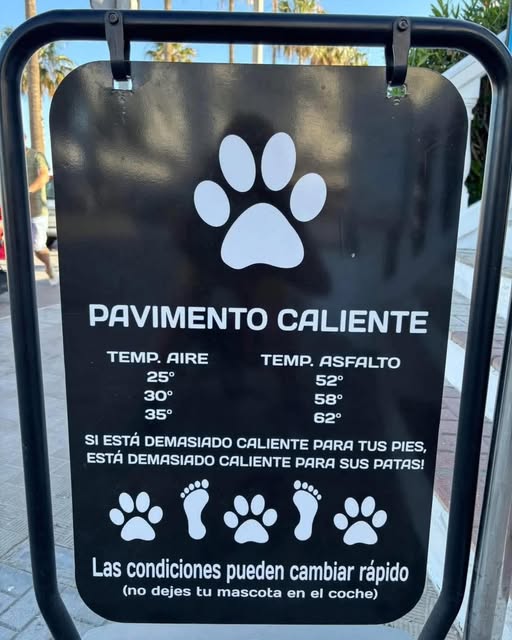 PAVIMENTO CALIENTE
TEMP. AIRE TEMP. ASFALTO
25° 52°
30° 58°
35° 62°
SI ESTÁ DEMASIADO CALIENTE PARA TUS PIES,
ESTÁ DEMASIADO CALIENTE PARA SUS PATAS!
Las condiciones pueden cambiar rápido
(no dejes tu mascota en el coche)